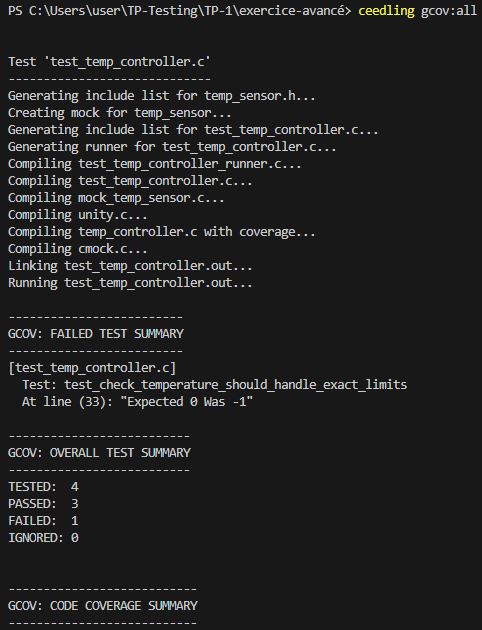 PS C:\Users\user\TP-Testing\TP-1\exercice-avancé> ceedling gcov:all
Test 'test_temp_controller.c'
-----------------------------
Generating include list for temp_sensor.h...
Creating mock for temp_sensor...
Generating include list for test_temp_controller.c...
Generating runner for test_temp_controller.c...
Compiling test_temp_controller_runner.c...
Compiling test_temp_controller.c...
Compiling mock_temp_sensor.c...
Compiling unity.c...
Compiling temp_controller.c with coverage...
Compiling cmock.c...
Linking test_temp_controller.out...
Running test_temp_controller.out...
-------------------------
GCOV: FAILED TEST SUMMARY
-------------------------
[test_temp_controller.c]
  Test: test_check_temperature_should_handle_exact_limits
  At line (33): "Expected 0 Was -1"
--------------------------
GCOV: OVERALL TEST SUMMARY
--------------------------
TESTED:  4
PASSED:  3
FAILED:  1
IGNORED: 0
---------------------------
GCOV: CODE COVERAGE SUMMARY
---------------------------